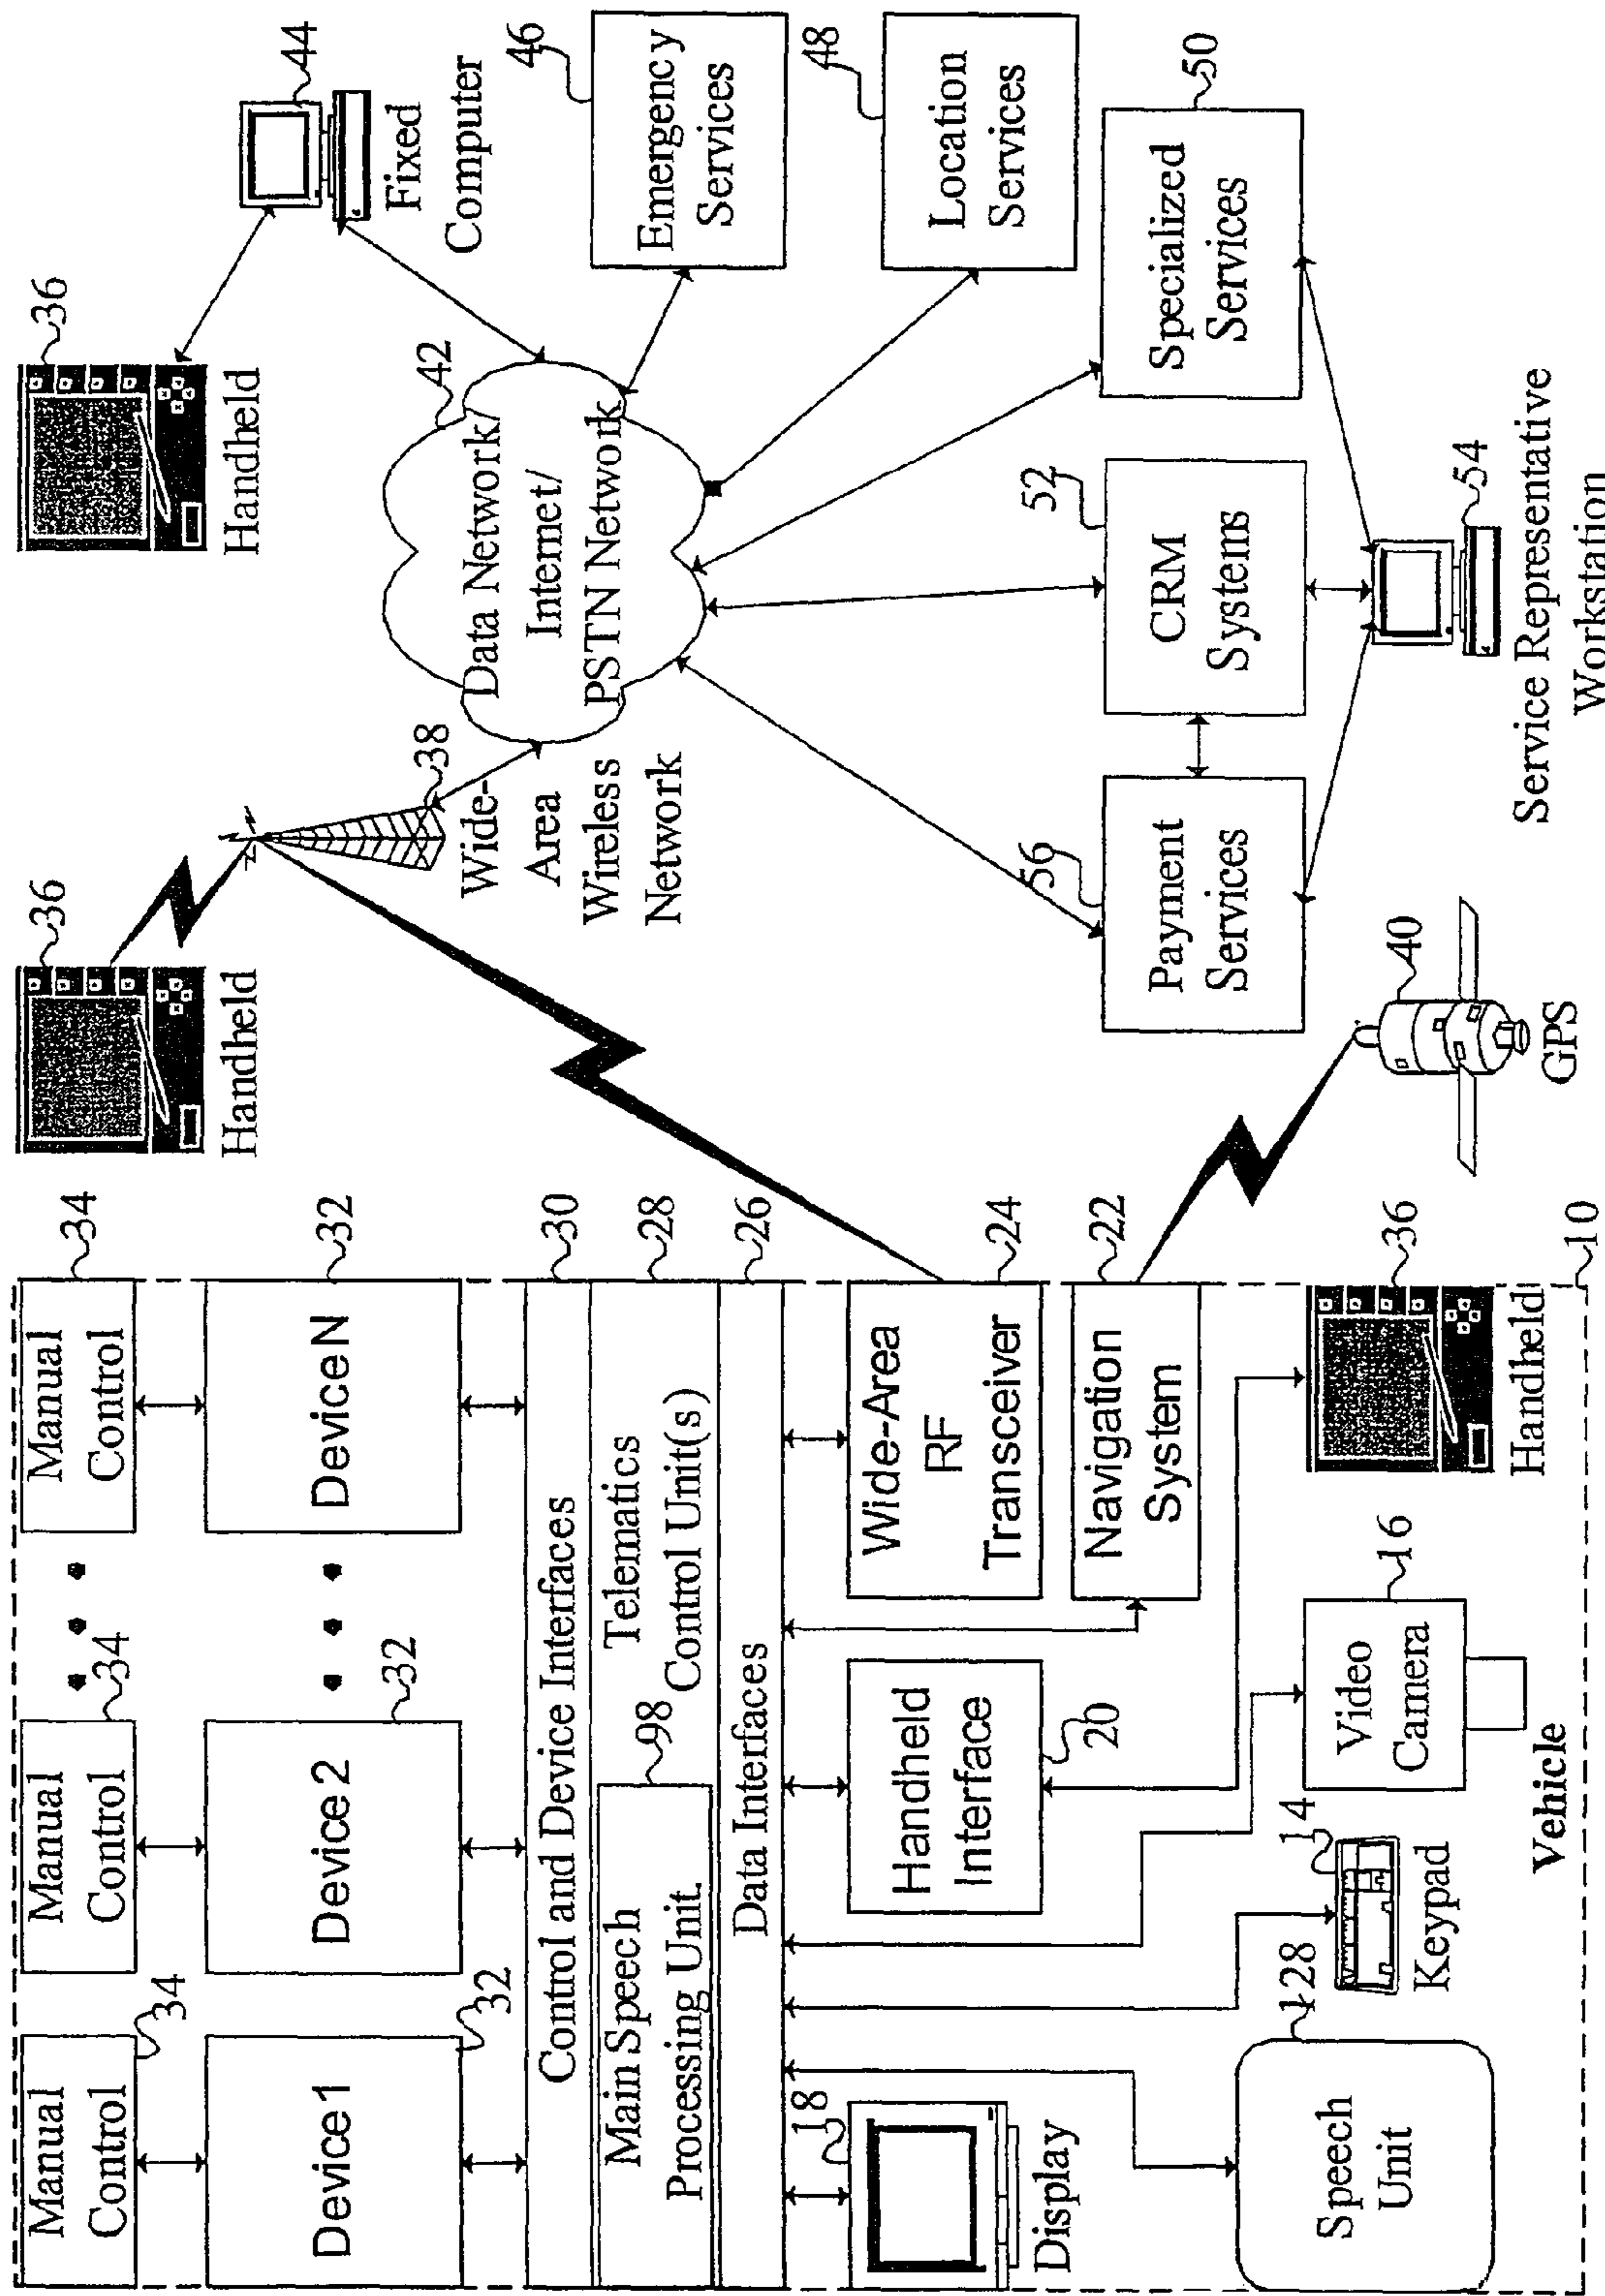 34
34
34
Manual
Control
Manual
Control
Manual
Control
Device 1
Device 2
Device N
32
32
32
Control and Device Interfaces
30
Main Speech
Processing Unit.
98
Telematics
Control Unit(s)
28
Data Interfaces
26
18
Display
Handheld
Interface
20
Wide-Area
RF
Transceiver
24
Navigation
System
22
Speech
Unit
128
14
Keypad
Video
Camera
16
Handheld
36
Vehicle
10
Handheld
36
Handheld
36
38
Wide-
Area
Wireless
Network
Data Network/
Internet/
PSTN Network
42
44
Fixed
Computer
46
Emergency
Services
48
Location
Services
56
Payment
Services
52
CRM
Systems
Specialized
Services
50
40
GPS
54
Service Representative
Workstation